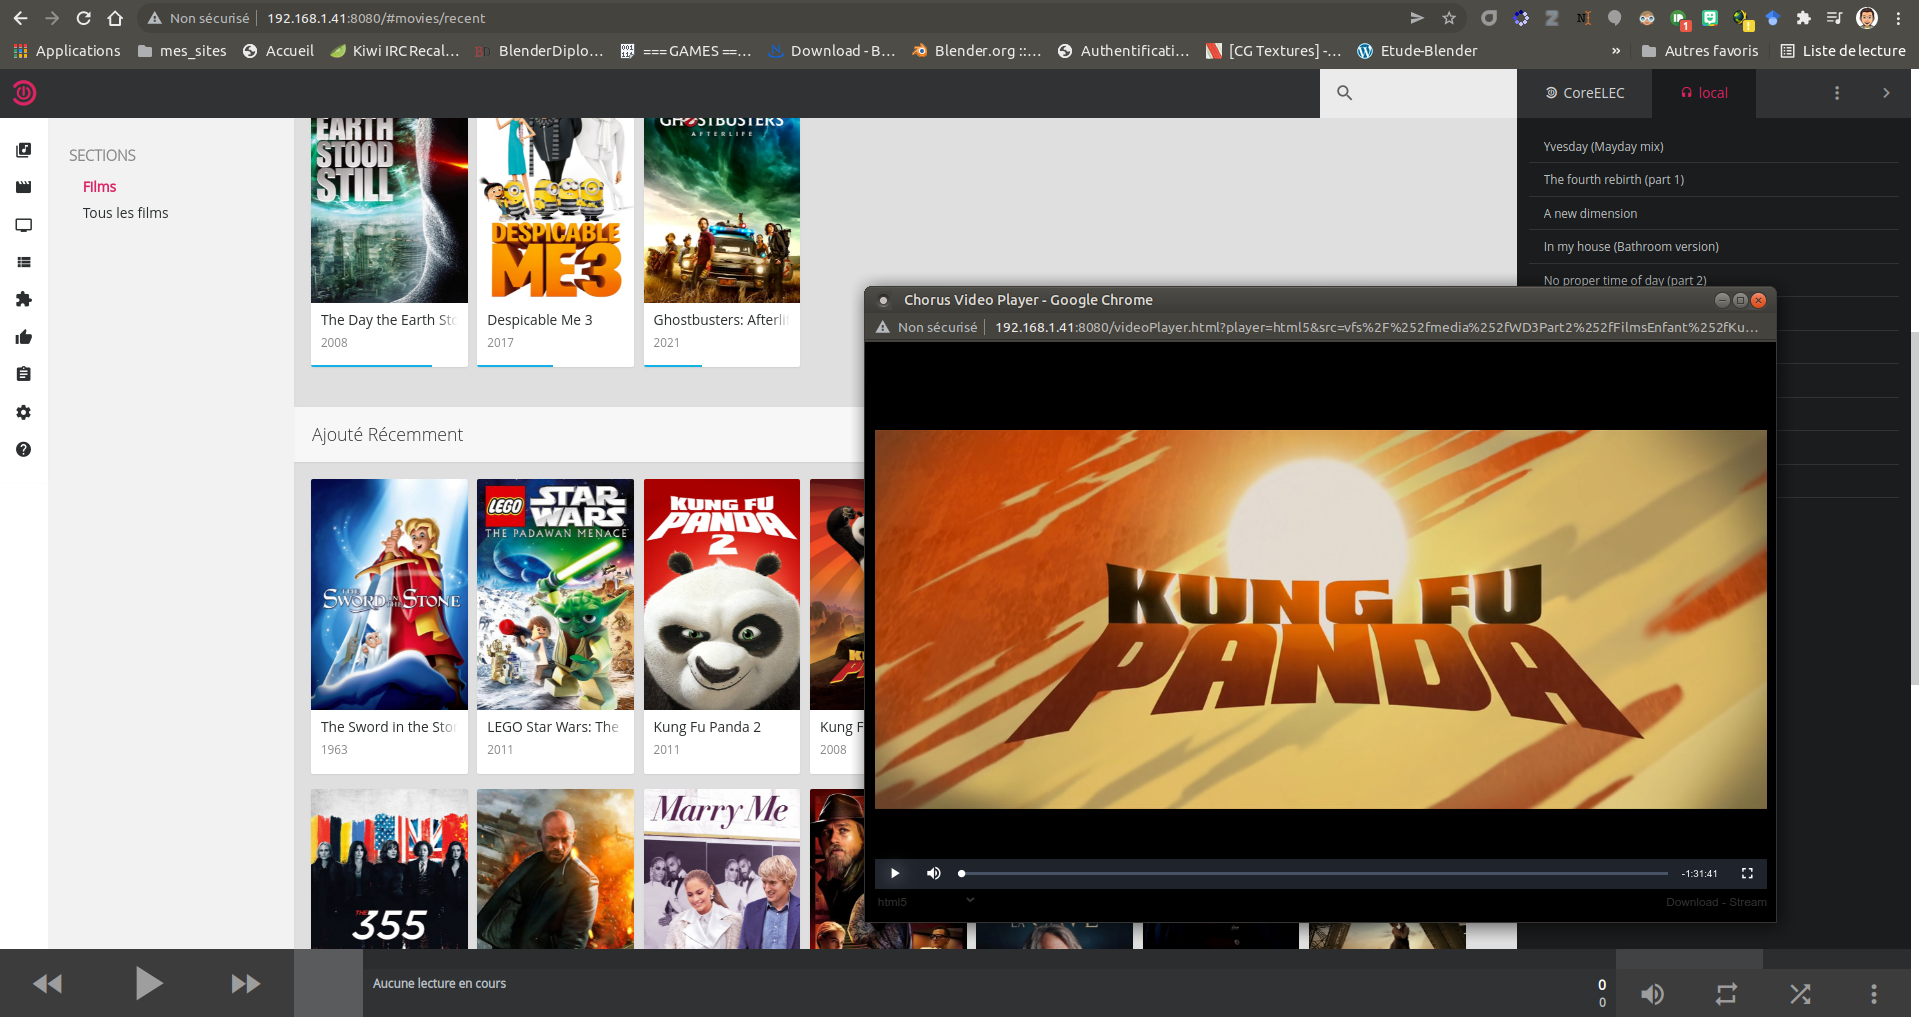 Non sécurisé 192.168.1.41:8080/#movies/recent
Applications mes_sites Accueil Kiwi IRC Recal... BlenderDiplo... ===GAMES ==... Download - B... Blender.org ::... Authentificati... [CG Textures] -... Etude-Blender » Autres favoris Liste de lecture
CoreELEC local
SECTIONS
Films
Tous les films
EARTH
STOOD
STILL
DESPICABLE
ME3
GHOSTBUSTERS
AFTERLIFE
The Day the Earth Sto
2008
Despicable Me 3
2017
Ghostbusters: Afterli
2021
Yvesday (Mayday mix)
The fourth rebirth (part 1)
A new dimension
In my house (Bathroom version)
No proper time of day (part 2)
Chorus Video Player - Google Chrome
Non sécurisé 192.168.1.41:8080/videoPlayer.html?player=html5&src=vfs%2F%252fmedia%252fWD3Part2%252fFilmsEnfant%252fKu...
KUNG FU
PANDA
-1:31:41
html5
Download - Stream
Ajouté Récemment
THE
SWORD IN THE STONE
LEGO STAR WARS
THE PADAWAN MENACE
KUNG FU
PANDA
2
The Sword in the Stor
1963
LEGO Star Wars: The
2011
Kung Fu Panda 2
2011
Kung F
2008
THE
355
Marry Me
Aucune lecture en cours
0
0